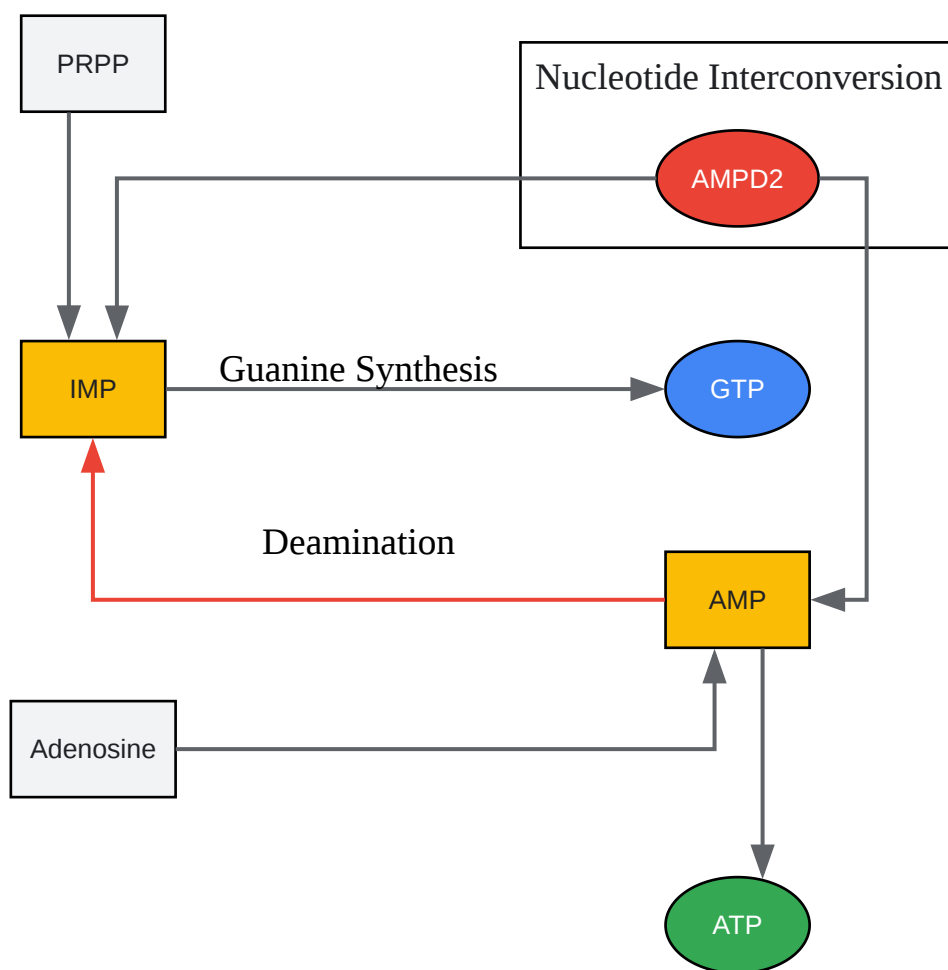 PRPP
Nucleotide Interconversion
AMPD2
IMP
Guanine Synthesis
GTP
Deamination
AMP
Adenosine
ATP